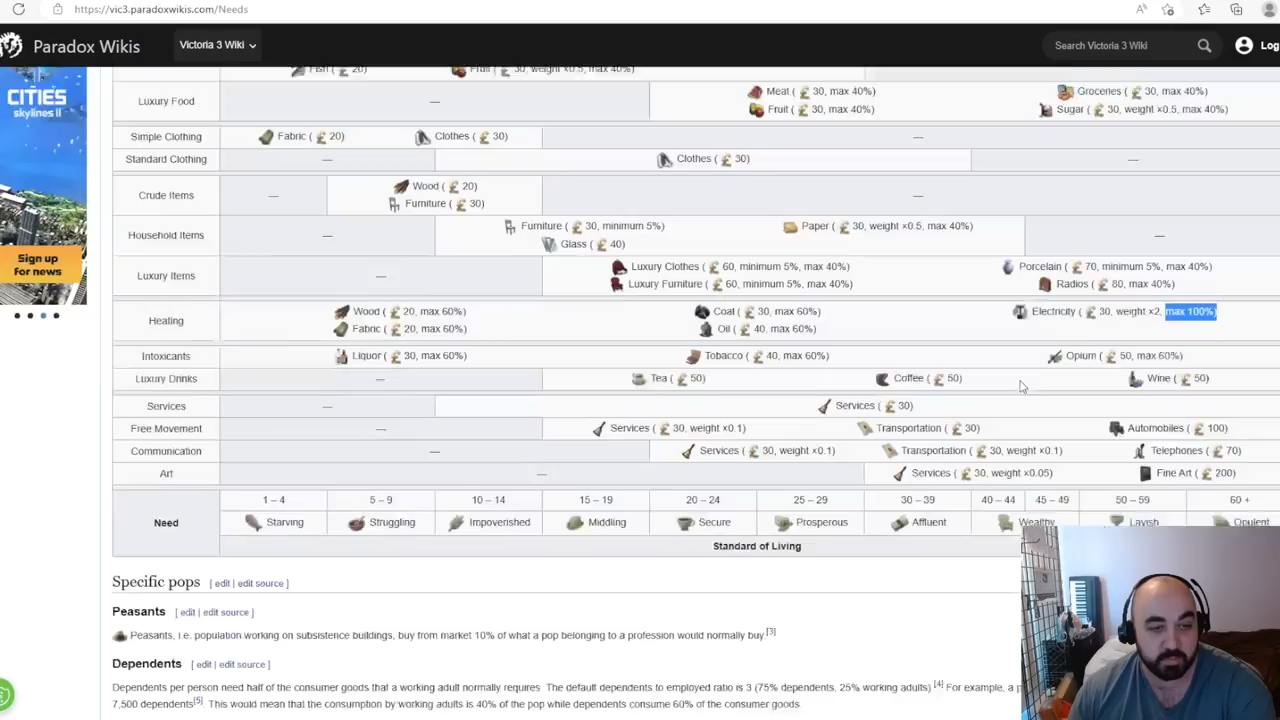 https://vic3.paradoxwikis.com/Needs
Paradox Wikis
Victoria 3 Wiki
Search Victoria 3 Wiki
Log
CITIES
skylines II
Sign up
for news
Fish ( £ 20) Fruit ( £ 30, weight ×0.5, max 40%)
Luxury Food — Meat ( £ 30, max 40%) Groceries ( £ 30, max 40%)
Fruit ( £ 30, max 40%) Sugar ( £ 30, weight ×0.5, max 40%)
Simple Clothing Fabric ( £ 20) Clothes ( £ 30) —
Standard Clothing — Clothes ( £ 30) —
Crude Items — Wood ( £ 20) —
Furniture ( £ 30)
Household Items — Furniture ( £ 30, minimum 5%) Paper ( £ 30, weight ×0.5, max 40%) —
Glass ( £ 40)
Luxury Items — Luxury Clothes ( £ 60, minimum 5%, max 40%) Porcelain ( £ 70, minimum 5%, max 40%)
Luxury Furniture ( £ 60, minimum 5%, max 40%) Radios ( £ 80, max 40%)
Heating Wood ( £ 20, max 60%) Coal ( £ 30, max 60%) Electricity ( £ 30, weight ×2, max 100%)
Fabric ( £ 20, max 60%) Oil ( £ 40, max 60%)
Intoxicants Liquor ( £ 30, max 60%) Tobacco ( £ 40, max 60%) Opium ( £ 50, max 60%)
Luxury Drinks — Tea ( £ 50) Coffee ( £ 50) Wine ( £ 50)
Services — Services ( £ 30)
Free Movement — Services ( £ 30, weight ×0.1) Transportation ( £ 30) Automobiles ( £ 100)
Communication — Services ( £ 30, weight ×0.1) Transportation ( £ 30, weight ×0.1) Telephones ( £ 70)
Art — Services ( £ 30, weight ×0.05) Fine Art ( £ 200)
Need 1 – 4 5 – 9 10 – 14 15 – 19 20 – 24 25 – 29 30 – 39 40 – 44 45 – 49 50 – 59 60 +
Starving Struggling Impoverished Middling Secure Prosperous Affluent Wealthy Lavish Opulent
Standard of Living
Specific pops [ edit | edit source ]
Peasants [ edit | edit source ]
Peasants, i.e. population working on subsistence buildings, buy from market 10% of what a pop belonging to a profession would normally buy.[3]
Dependents [ edit | edit source ]
Dependents per person need half of the consumer goods that a working adult normally requires. The default dependents to employed ratio is 3 (75% dependents, 25% working adults) [4] For example, a p
7,500 dependents[5]. This would mean that the consumption by working adults is 40% of the pop while dependents consume 60% of the consumer goods.